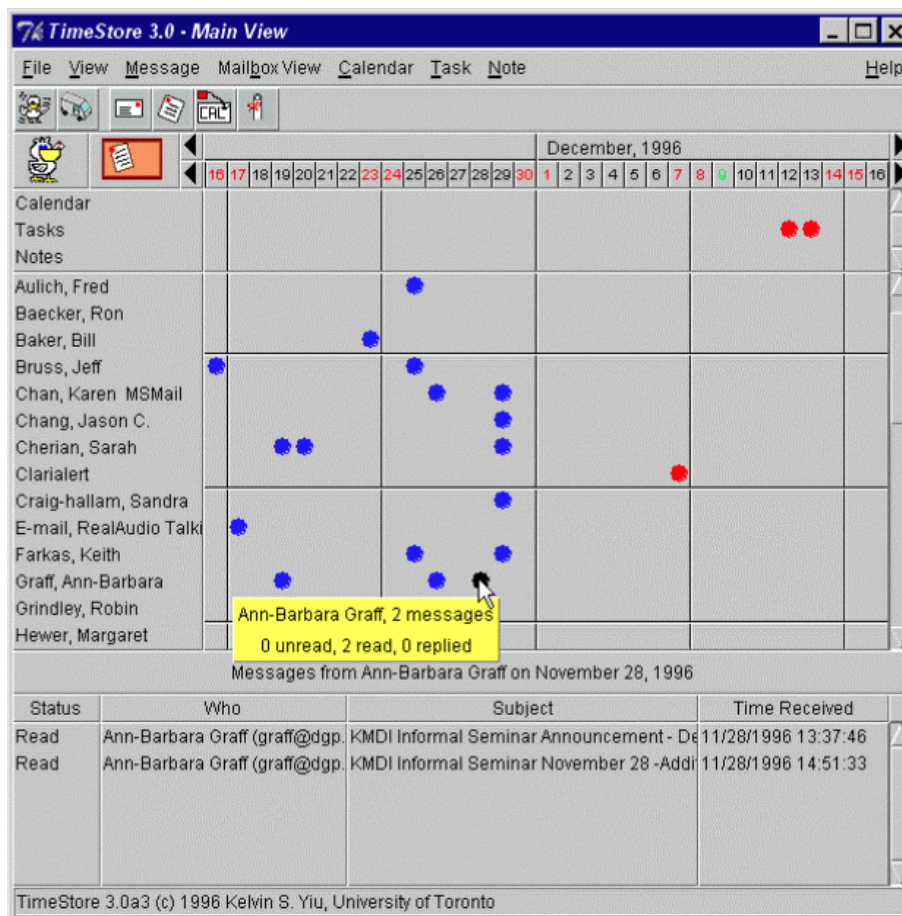 TimeStore 3.0 - Main View
File View Message Mailbox View Calendar Task Note Help
CAL
December, 1996
16 17 18 19 20 21 22 23 24 25 26 27 28 29 30 1 2 3 4 5 6 7 8 9 10 11 12 13 14 15 16
Calendar
Tasks
Notes
Aulich, Fred
Baecker, Ron
Baker, Bill
Bruss, Jeff
Chan, Karen MSMail
Chang, Jason C.
Cherian, Sarah
Clarialert
Craig-hallam, Sandra
E-mail, RealAudio Talki
Farkas, Keith
Graff, Ann-Barbara
Grindley, Robin
Hewer, Margaret
Ann-Barbara Graff, 2 messages
0 unread, 2 read, 0 replied
Messages from Ann-Barbara Graff on November 28, 1996
Status Who Subject Time Received
Read Ann-Barbara Graff (graff@dgp. KMDI Informal Seminar Announcement - De 11/28/1996 13:37:46
Read Ann-Barbara Graff (graff@dgp. KMDI Informal Seminar November 28 -Addi 11/28/1996 14:51:33
TimeStore 3.0a3 (c) 1996 Kelvin S. Yiu, University of Toronto